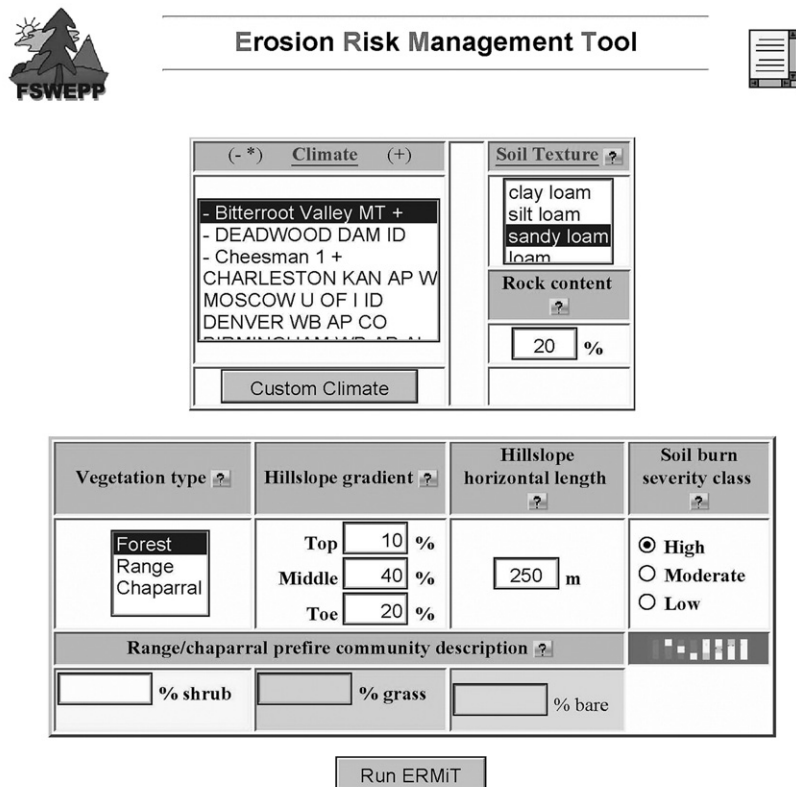 Erosion Risk Management Tool
FSWEPP
(- *) Climate (+)
Soil Texture ?
- Bitterroot Valley MT +
- DEADWOOD DAM ID
- Cheesman 1 +
CHARLESTON KAN AP W
MOSCOW U OF I ID
DENVER WB AP CO
clay loam
silt loam
sandy loam
loam
Rock content
?
20 %
Custom Climate
Vegetation type ?
Hillslope gradient ?
Hillslope
horizontal length
?
Soil burn
severity class
?
Forest
Range
Chaparral
Top 10 %
Middle 40 %
Toe 20 %
250 m
High
Moderate
Low
Range/chaparral prefire community description ?
% shrub
% grass
% bare
Run ERMiT